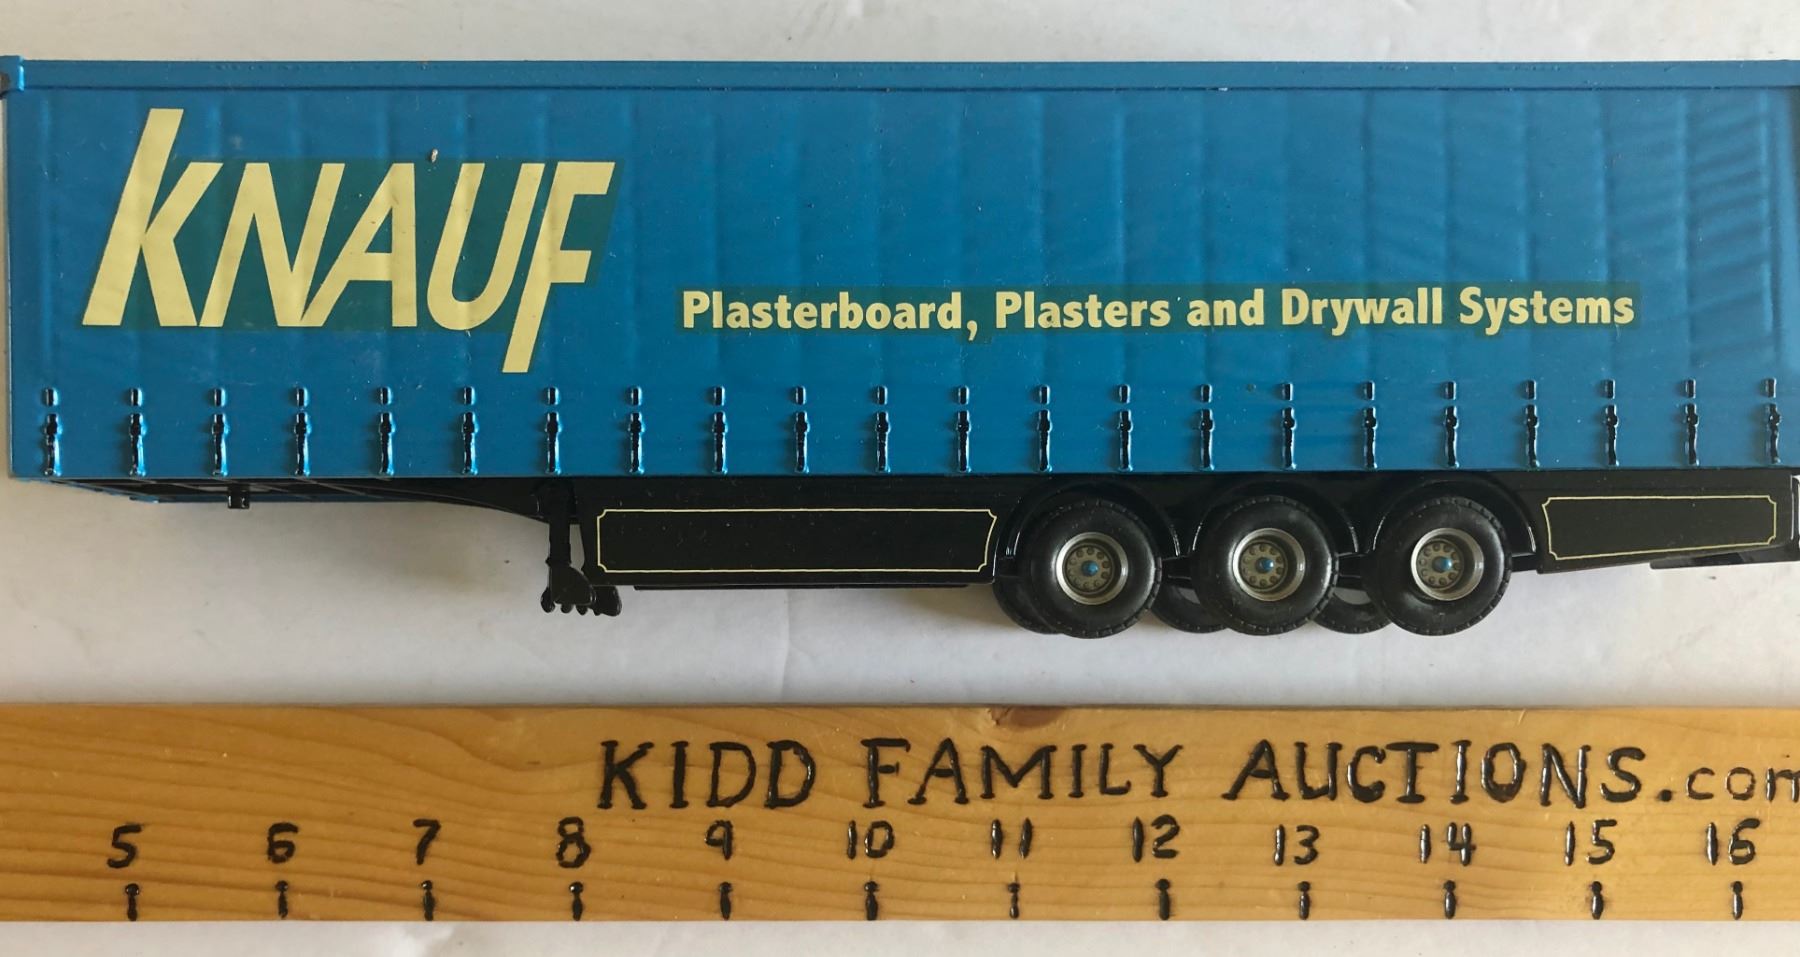 KNAUF
Plasterboard, Plasters and Drywall Systems
KIDD FAMILY AUCTIONS.com
5 6 7 8 9 10 11 12 13 14 15 16